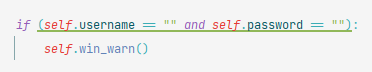 if (self.username == "" and self.password == ""):
    self.win_warn()